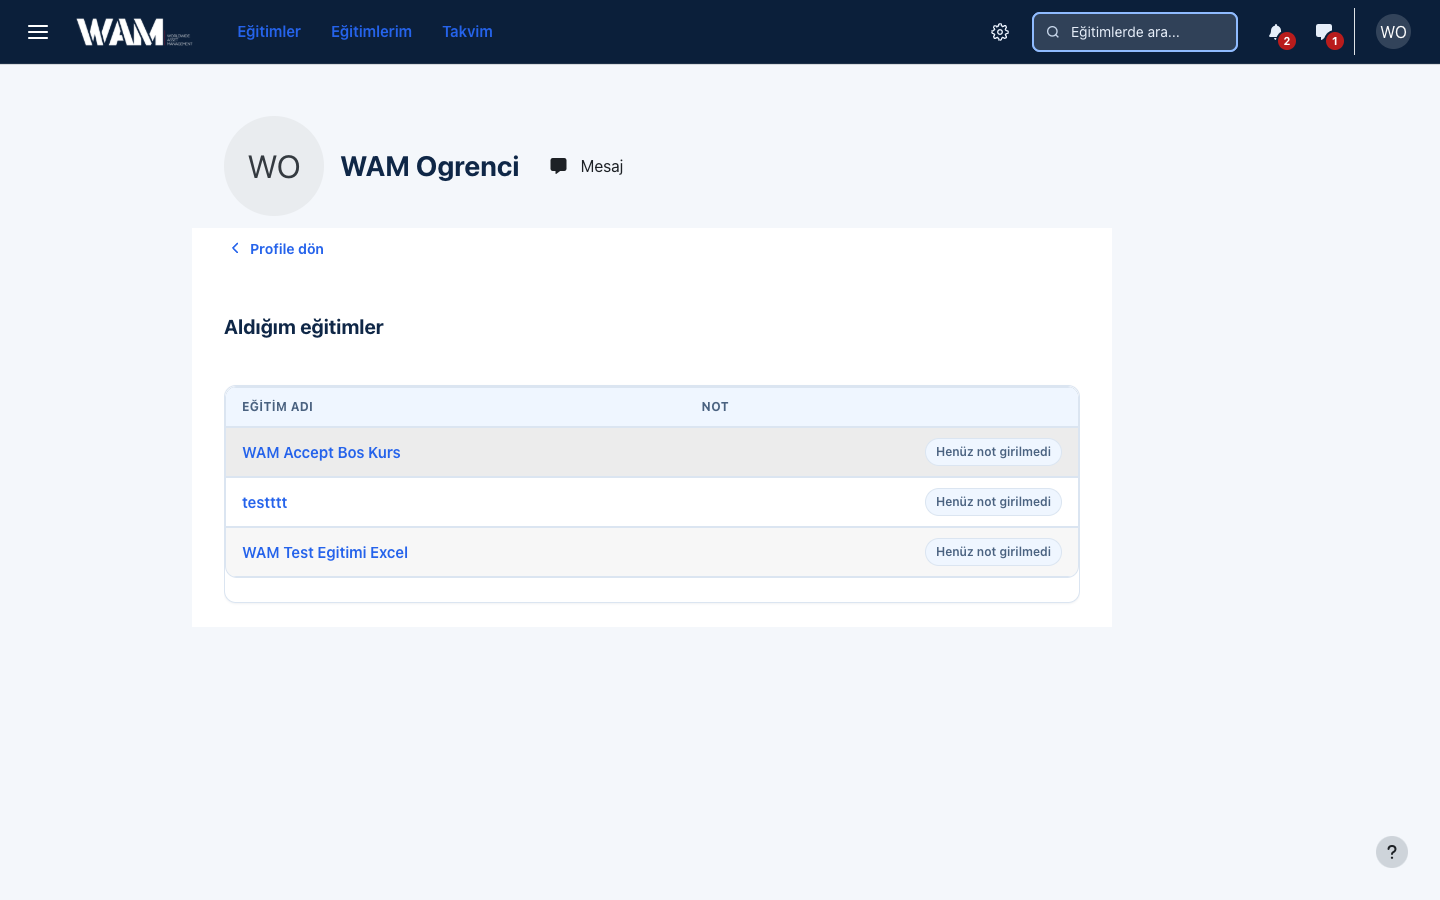 WAM
Eğitimler
Eğitimlerim
Takvim
Eğitimlerde ara...
2
1
WO
WO
WAM Ogrenci
Mesaj
Profile dön
Aldığım eğitimler
EĞİTİM ADI
NOT
WAM Accept Bos Kurs
Henüz not girilmedi
testttt
Henüz not girilmedi
WAM Test Egitimi Excel
Henüz not girilmedi
?